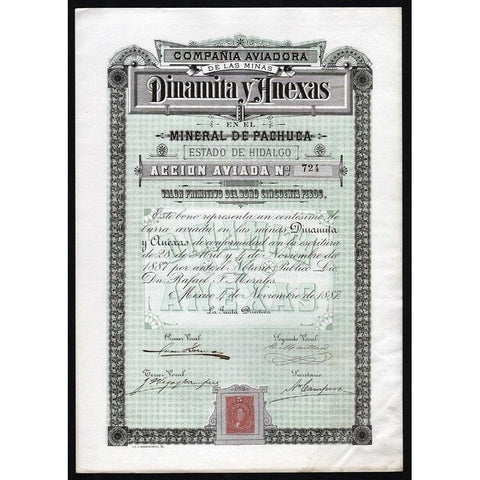 COMPAÑIA AVIADORA
DE LAS MINAS
Dinamita y Anexas
EN EL
MINERAL DE PACHUCA
[ESTADO DE HIDALGO]
ACCION AVIADA Nº 724
VALOR PRIMITIVO DEL BONO CINCUENTA PESOS.
Este bono representa un centésimo de
barra aviada en las minas DINAMITA
y ANEXAS de conformidad en la escritura
de 28 de Abril y 4 de Noviembre de
1887 por ante el Notario Público Lic.
Dn. Rafael F. Morales.
México 4 de Noviembre de 1887.
La Junta Directiva
Primer Vocal
Segundo Vocal
Tercer Vocal
Secretario
5